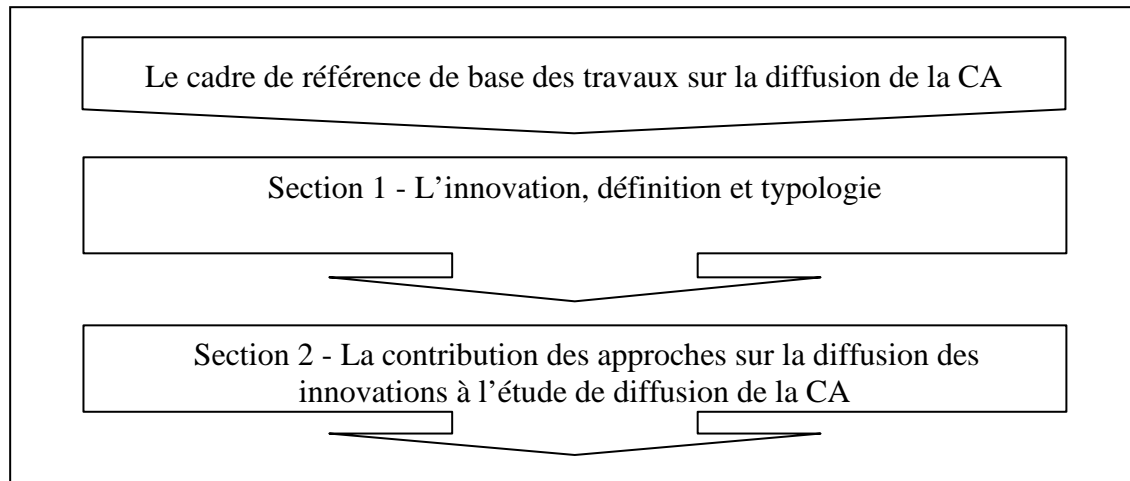 Le cadre de référence de base des travaux sur la diffusion de la CA
Section 1 - L’innovation, définition et typologie
Section 2 - La contribution des approches sur la diffusion des
innovations à l’étude de diffusion de la CA